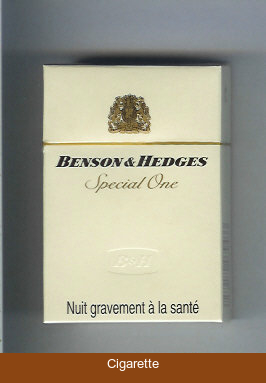 BENSON & HEDGES
Special One
B&H
Nuit gravement à la santé
Cigarette